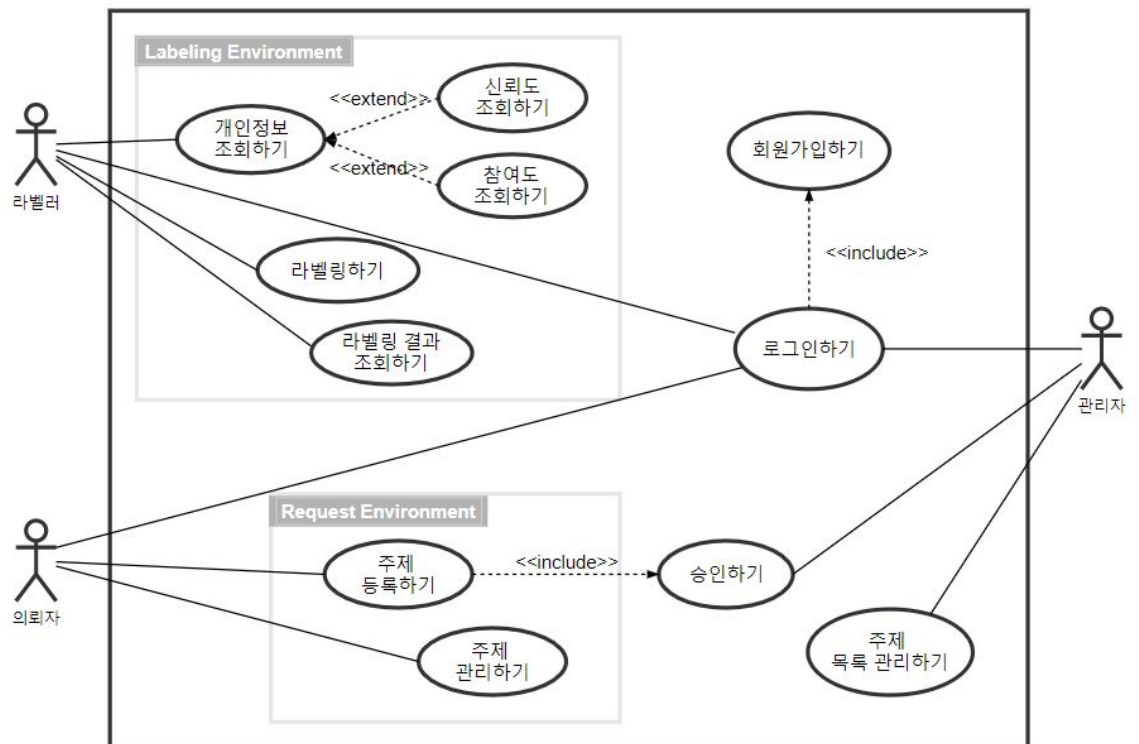 Labeling Environment
개인정보
조회하기
<<extend>>
신뢰도
조회하기
<<extend>>
참여도
조회하기
라벨러
라벨링하기
라벨링 결과
조회하기
회원가입하기
<<include>>
로그인하기
관리자
Request Environment
주제
등록하기
<<include>>
승인하기
의뢰자
주제
관리하기
주제
목록 관리하기